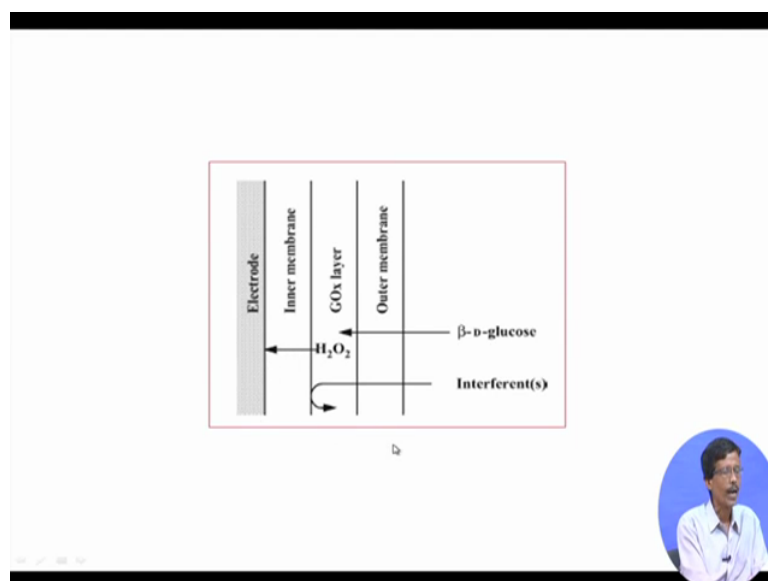 Electrode
Inner membrane
GOx layer
Outer membrane
β-D-glucose
H₂O₂
Interferent(s)